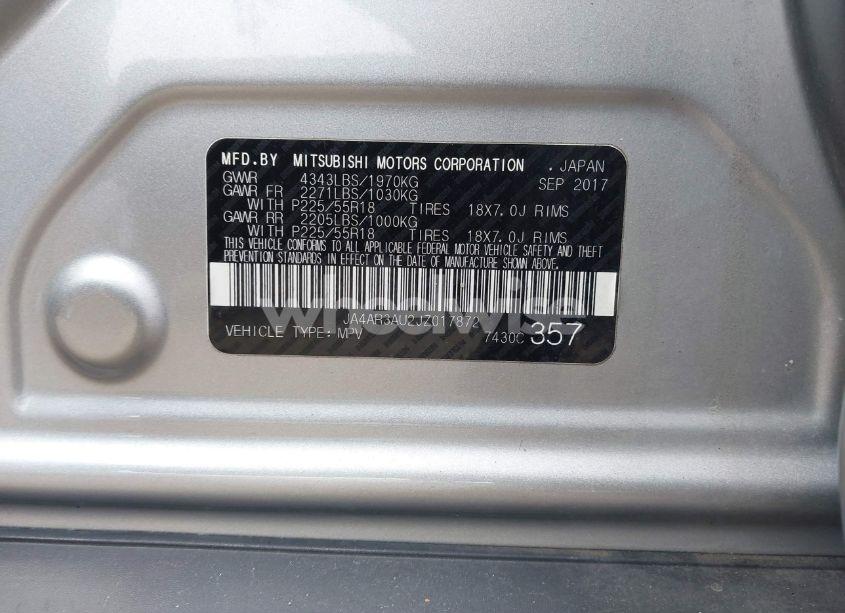 MFD.BY MITSUBISHI MOTORS CORPORATION . JAPAN
GVWR 4343LBS/1970KG SEP 2017
GAWR FR 2271LBS/1030KG
WITH P225/55R18 TIRES 18X7.0J RIMS
GAWR RR 2205LBS/1000KG
WITH P225/55R18 TIRES 18X7.0J RIMS
THIS VEHICLE CONFORMS TO ALL APPLICABLE FEDERAL MOTOR VEHICLE SAFETY AND THEFT
PREVENTION STANDARDS IN EFFECT ON THE DATE OF MANUFACTURE SHOWN ABOVE.
wheelwise
JA4AR3AU2JZ017872
VEHICLE TYPE: MPV 7430C 357